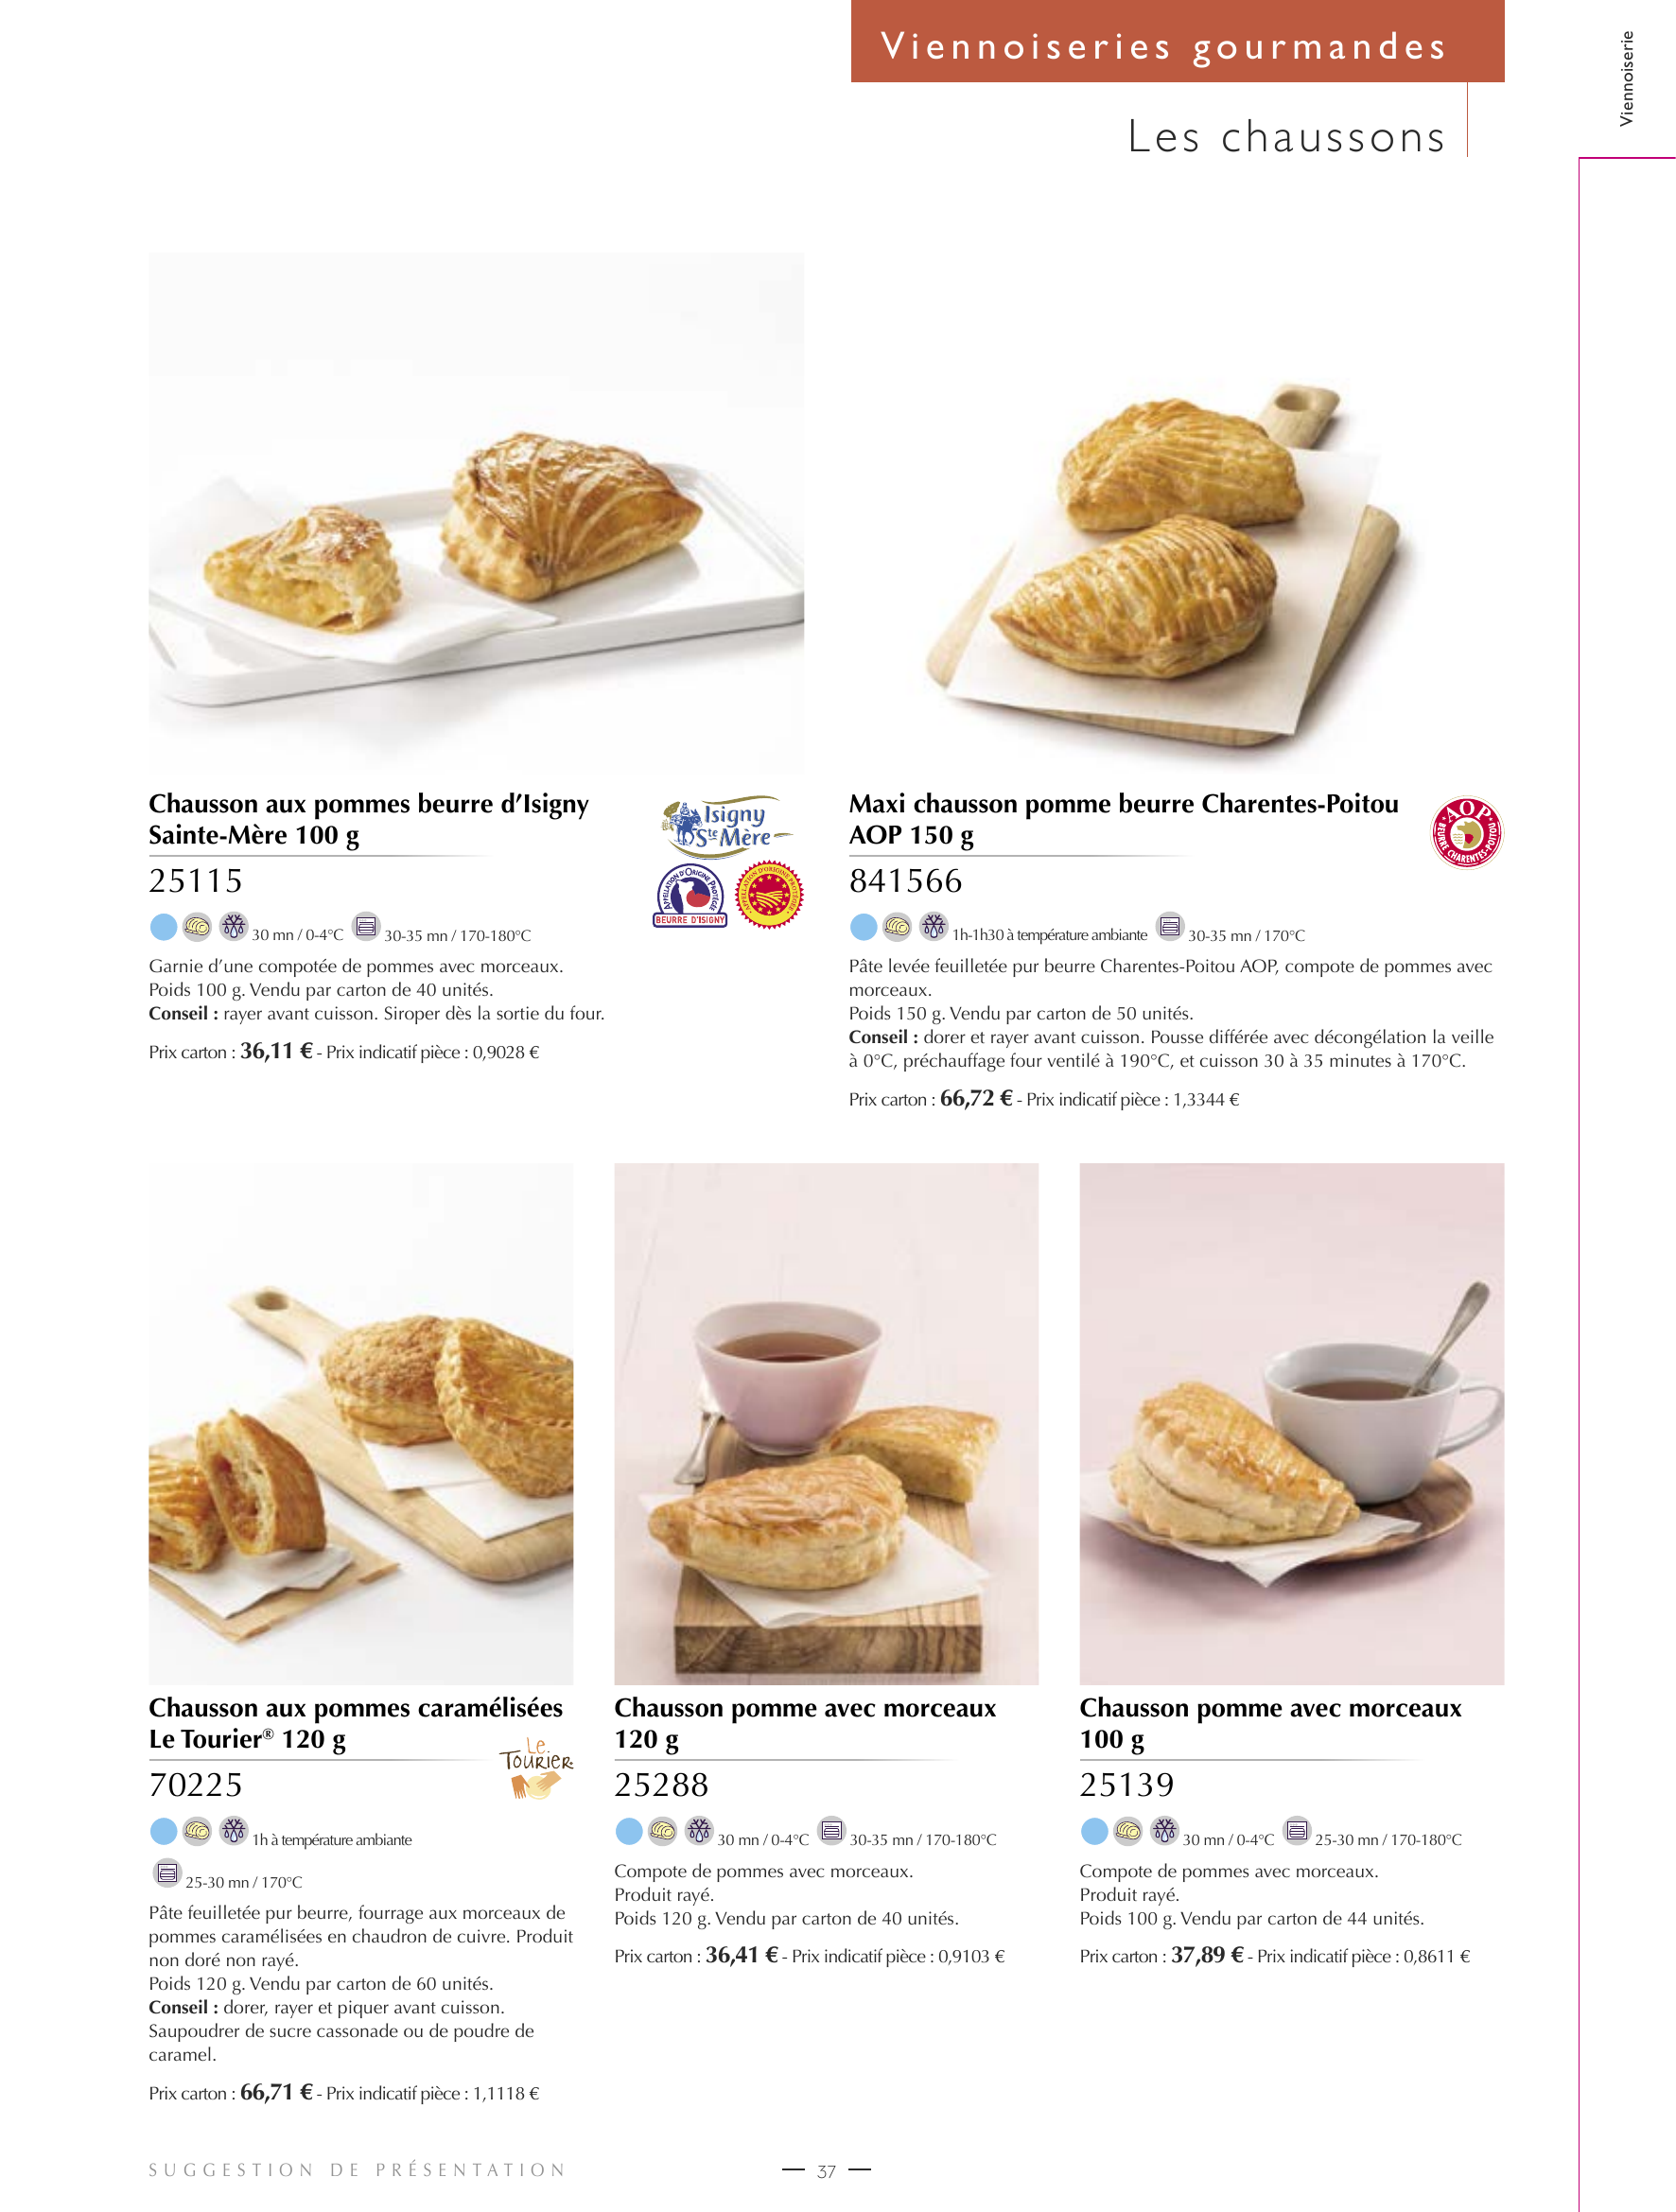 Viennoiseries gourmandes
Viennoiserie
Les chaussons
Chausson aux pommes beurre d’Isigny
Sainte-Mère 100 g
Isigny
Ste Mère
APPELLATION D'ORIGINE PROTÉGÉE
BEURRE D'ISIGNY
APPELLATION D'ORIGINE PROTÉGÉE
25115
30 mn / 0-4°C 30-35 mn / 170-180°C
Garnie d’une compotée de pommes avec morceaux.
Poids 100 g. Vendu par carton de 40 unités.
Conseil : rayer avant cuisson. Siroper dès la sortie du four.
Prix carton : 36,11 € - Prix indicatif pièce : 0,9028 €
Maxi chausson pomme beurre Charentes-Poitou
AOP 150 g
AOP
BEURRE CHARENTES-POITOU
841566
1h-1h30 à température ambiante 30-35 mn / 170°C
Pâte levée feuilletée pur beurre Charentes-Poitou AOP, compote de pommes avec
morceaux.
Poids 150 g. Vendu par carton de 50 unités.
Conseil : dorer et rayer avant cuisson. Pousse différée avec décongélation la veille
à 0°C, préchauffage four ventilé à 190°C, et cuisson 30 à 35 minutes à 170°C.
Prix carton : 66,72 € - Prix indicatif pièce : 1,3344 €
Chausson aux pommes caramélisées
Le Tourier® 120 g
Le
TOURIER
70225
1h à température ambiante
25-30 mn / 170°C
Pâte feuilletée pur beurre, fourrage aux morceaux de
pommes caramélisées en chaudron de cuivre. Produit
non doré non rayé.
Poids 120 g. Vendu par carton de 60 unités.
Conseil : dorer, rayer et piquer avant cuisson.
Saupoudrer de sucre cassonade ou de poudre de
caramel.
Prix carton : 66,71 € - Prix indicatif pièce : 1,1118 €
Chausson pomme avec morceaux
120 g
25288
30 mn / 0-4°C 30-35 mn / 170-180°C
Compote de pommes avec morceaux.
Produit rayé.
Poids 120 g. Vendu par carton de 40 unités.
Prix carton : 36,41 € - Prix indicatif pièce : 0,9103 €
Chausson pomme avec morceaux
100 g
25139
30 mn / 0-4°C 25-30 mn / 170-180°C
Compote de pommes avec morceaux.
Produit rayé.
Poids 100 g. Vendu par carton de 44 unités.
Prix carton : 37,89 € - Prix indicatif pièce : 0,8611 €
SUGGESTION DE PRÉSENTATION
— 37 —